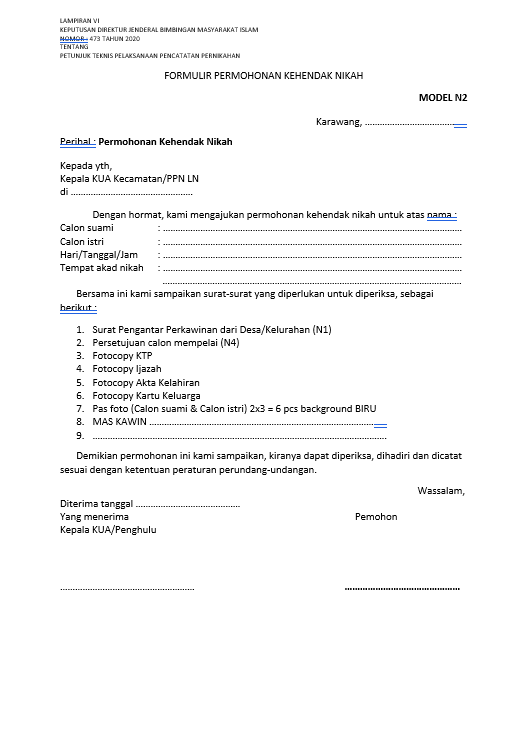 LAMPIRAN VI
KEPUTUSAN DIREKTUR JENDERAL BIMBINGAN MASYARAKAT ISLAM
NOMOR : 473 TAHUN 2020
TENTANG
PETUNJUK TEKNIS PELAKSANAAN PENCATATAN PERNIKAHAN
FORMULIR PERMOHONAN KEHENDAK NIKAH
MODEL N2
Karawang, ……………………………………
Perihal : Permohonan Kehendak Nikah
Kepada yth,
Kepala KUA Kecamatan/PPN LN
di …………………………………………
Dengan hormat, kami mengajukan permohonan kehendak nikah untuk atas nama :
Calon suami : ……………………………………………………………………………………
Calon istri : ……………………………………………………………………………………
Hari/Tanggal/Jam : ……………………………………………………………………………………
Tempat akad nikah : ……………………………………………………………………………………
……………………………………………………………………………………
Bersama ini kami sampaikan surat-surat yang diperlukan untuk diperiksa, sebagai
berikut :
1. Surat Pengantar Perkawinan dari Desa/Kelurahan (N1)
2. Persetujuan calon mempelai (N4)
3. Fotocopy KTP
4. Fotocopy Ijazah
5. Fotocopy Akta Kelahiran
6. Fotocopy Kartu Keluarga
7. Pas foto (Calon suami & Calon istri) 2x3 = 6 pcs background BIRU
8. MAS KAWIN ……………………………………………………………………
9. ……………………………………………………………………………………
Demikian permohonan ini kami sampaikan, kiranya dapat diperiksa, dihadiri dan dicatat
sesuai dengan ketentuan peraturan perundang-undangan.
Wassalam,
Diterima tanggal ………………………………
Yang menerima Pemohon
Kepala KUA/Penghulu
……………………………………… ………………………………………